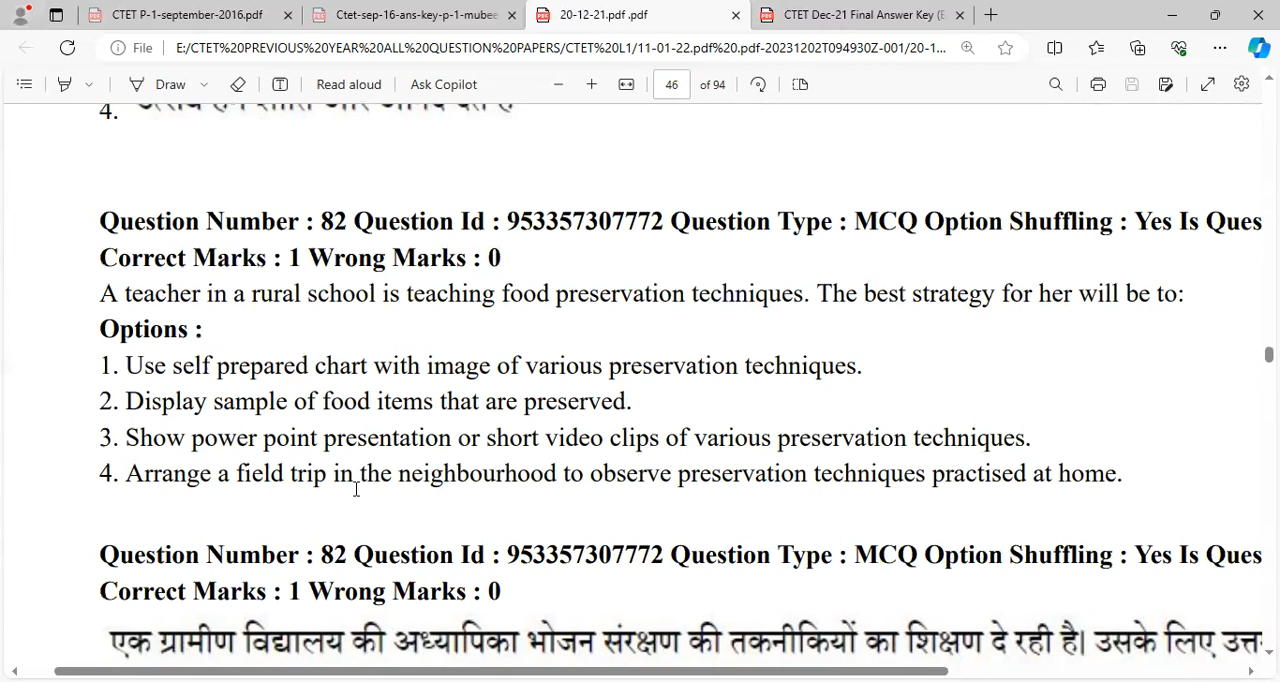 CTET P-1-september-2016.pdf
Ctet-sep-16-ans-key-p-1-mubee
20-12-21.pdf .pdf
CTET Dec-21 Final Answer Key (E
File
E:/CTET%20PREVIOUS%20YEAR%20ALL%20QUESTION%20PAPERS/CTET%20L1/11-01-22.pdf%20.pdf-20231202T094930Z-001/20-1...
Draw
Read aloud
Ask Copilot
46
of 94
4.
Question Number : 82 Question Id : 953357307772 Question Type : MCQ Option Shuffling : Yes Is Ques
Correct Marks : 1 Wrong Marks : 0
A teacher in a rural school is teaching food preservation techniques. The best strategy for her will be to:
Options :
1. Use self prepared chart with image of various preservation techniques.
2. Display sample of food items that are preserved.
3. Show power point presentation or short video clips of various preservation techniques.
4. Arrange a field trip in the neighbourhood to observe preservation techniques practised at home.
Question Number : 82 Question Id : 953357307772 Question Type : MCQ Option Shuffling : Yes Is Ques
Correct Marks : 1 Wrong Marks : 0
एक ग्रामीण विद्यालय की अध्यापिका भोजन संरक्षण की तकनीकियों का शिक्षण दे रही है। उसके लिए